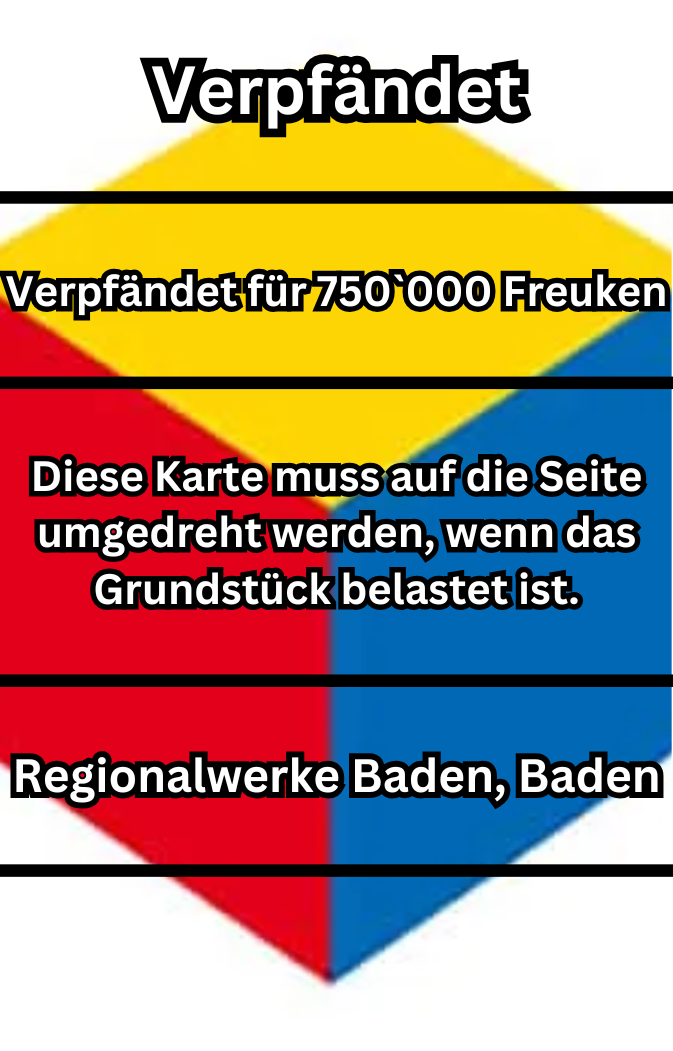 Verpfändet
Verpfändet für 750`000 Freuken
Diese Karte muss auf die Seite
umgedreht werden, wenn das
Grundstück belastet ist.
Regionalwerke Baden, Baden